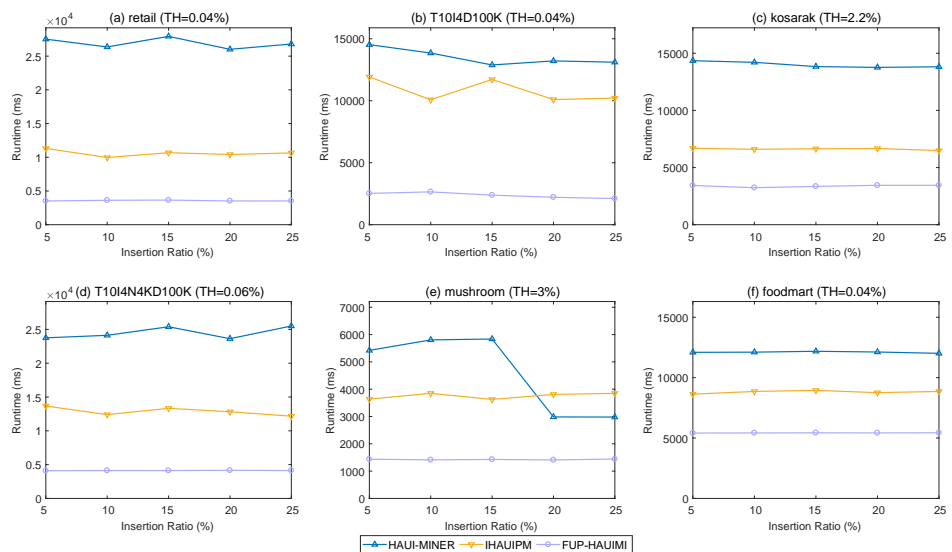 (a) retail (TH=0.04%)
×10^4
2.5
2
1.5
1
0.5
0
Runtime (ms)
5 10 15 20 25
Insertion Ratio (%)
(b) T10I4D100K (TH=0.04%)
15000
10000
5000
0
Runtime (ms)
5 10 15 20 25
Insertion Ratio (%)
(c) kosarak (TH=2.2%)
15000
10000
5000
0
Runtime (ms)
5 10 15 20 25
Insertion Ratio (%)
(d) T10I4N4KD100K (TH=0.06%)
×10^4
2.5
2
1.5
1
0.5
0
Runtime (ms)
5 10 15 20 25
Insertion Ratio (%)
(e) mushroom (TH=3%)
7000
6000
5000
4000
3000
2000
1000
0
Runtime (ms)
5 10 15 20 25
Insertion Ratio (%)
(f) foodmart (TH=0.04%)
15000
10000
5000
0
Runtime (ms)
5 10 15 20 25
Insertion Ratio (%)
HAUI-MINER IHAUIPM FUP-HAUIMI